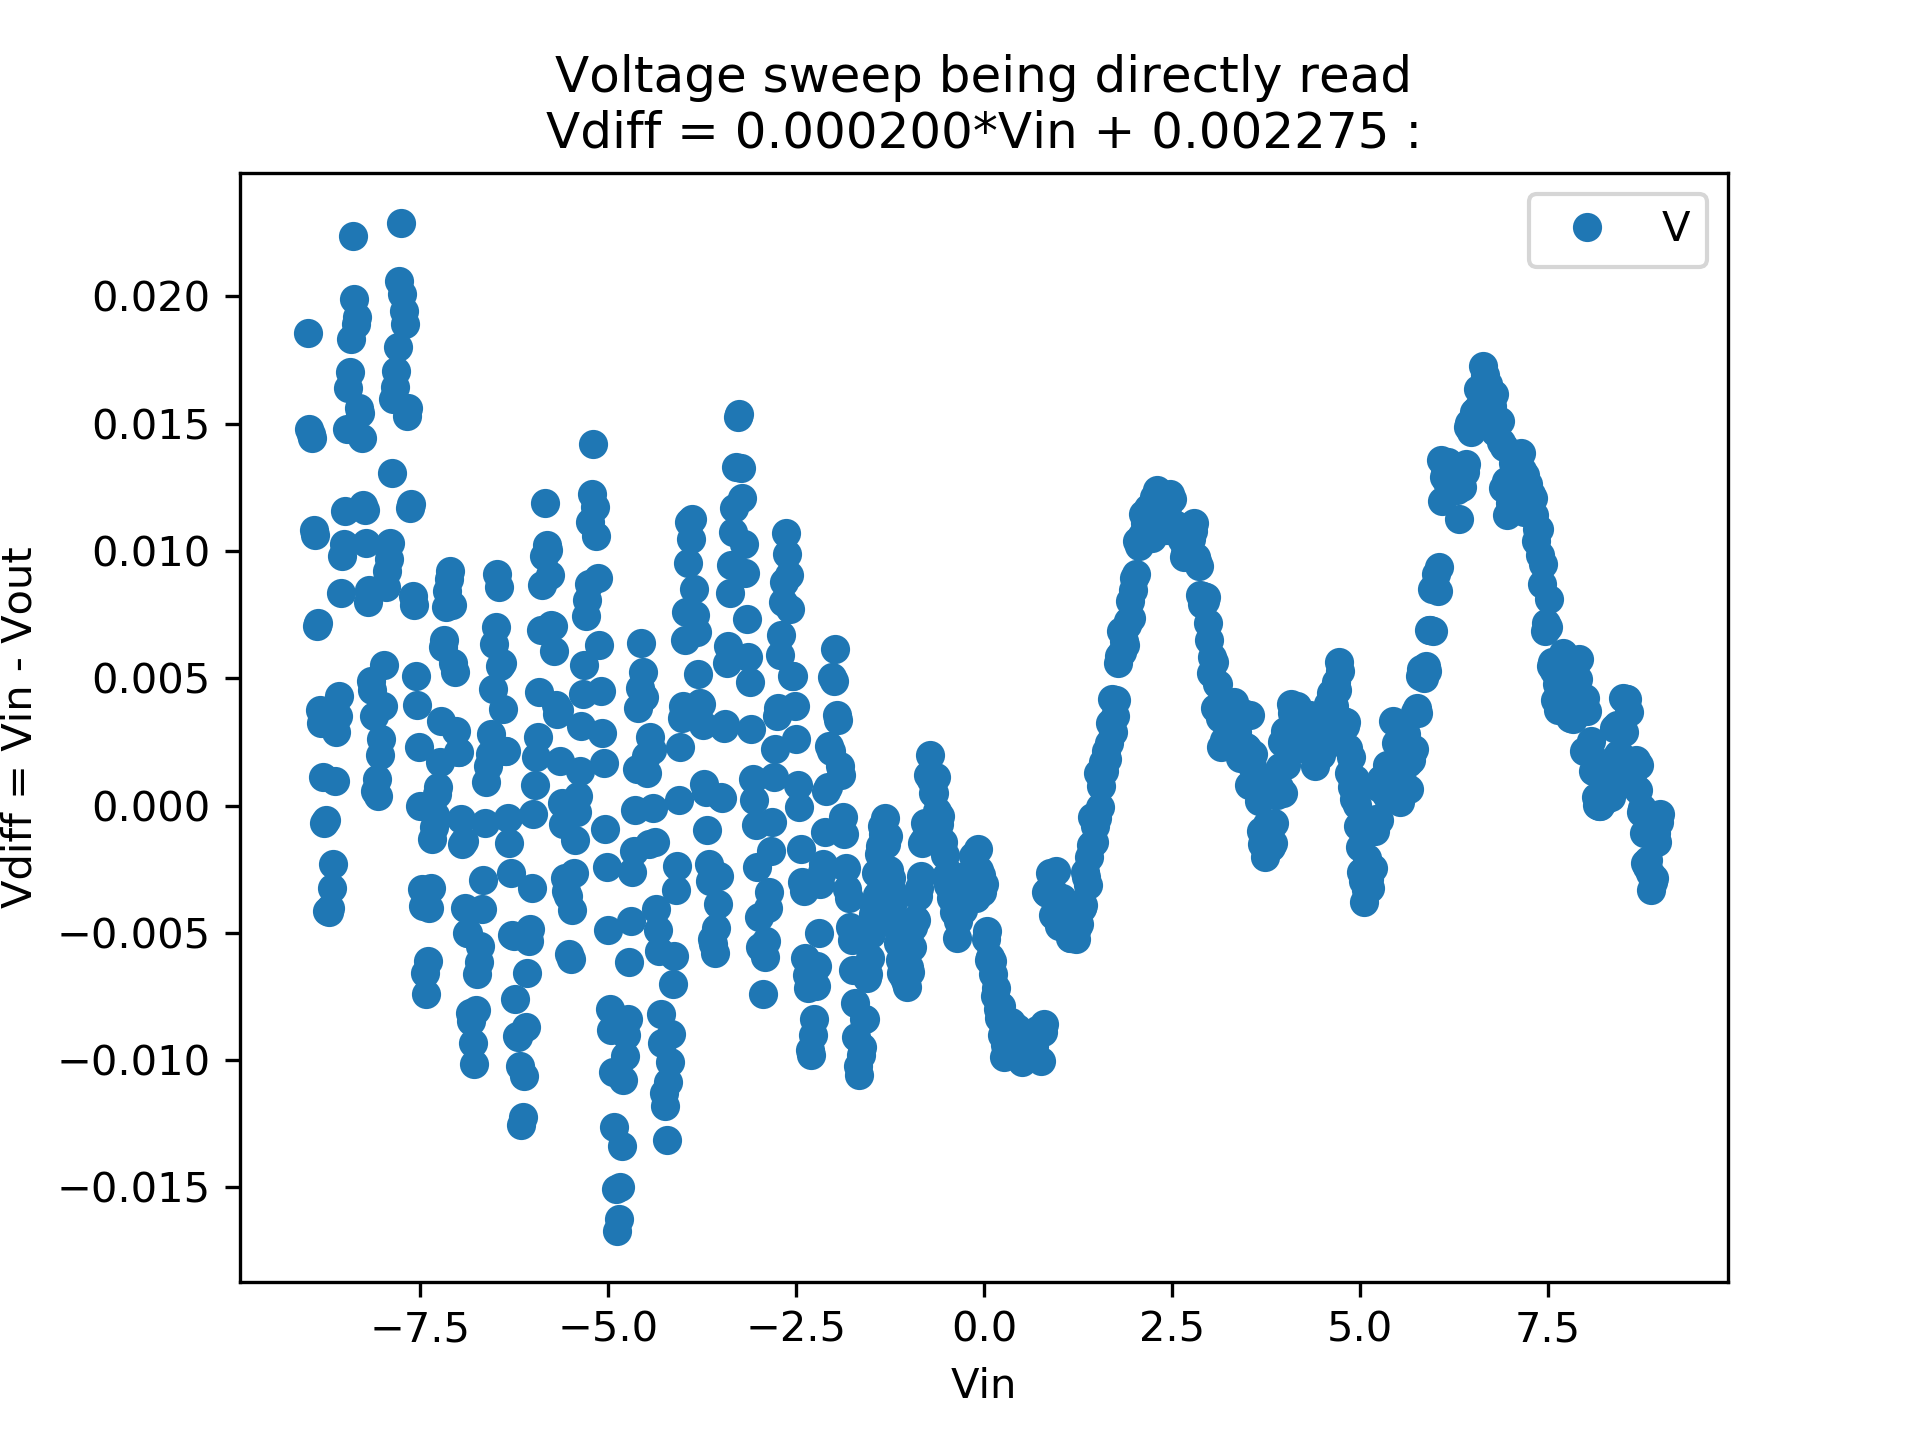 Voltage sweep being directly read
Vdiff = 0.000200*Vin + 0.002275 :
V
0.020
0.015
0.010
0.005
0.000
−0.005
−0.010
−0.015
Vdiff = Vin - Vout
−7.5 −5.0 −2.5 0.0 2.5 5.0 7.5
Vin